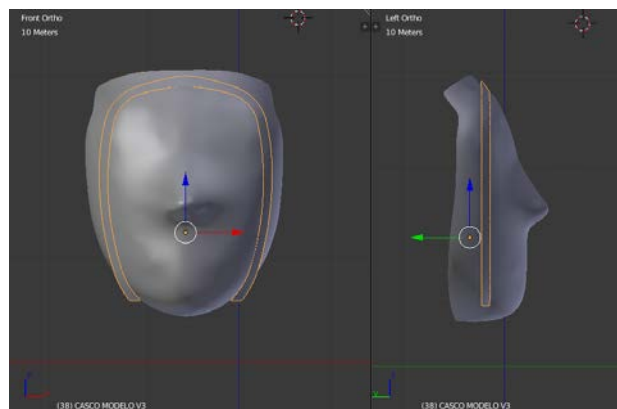 Front Ortho
10 Meters
(38) CASCO MODELO V3
Left Ortho
10 Meters
(38) CASCO MODELO V3